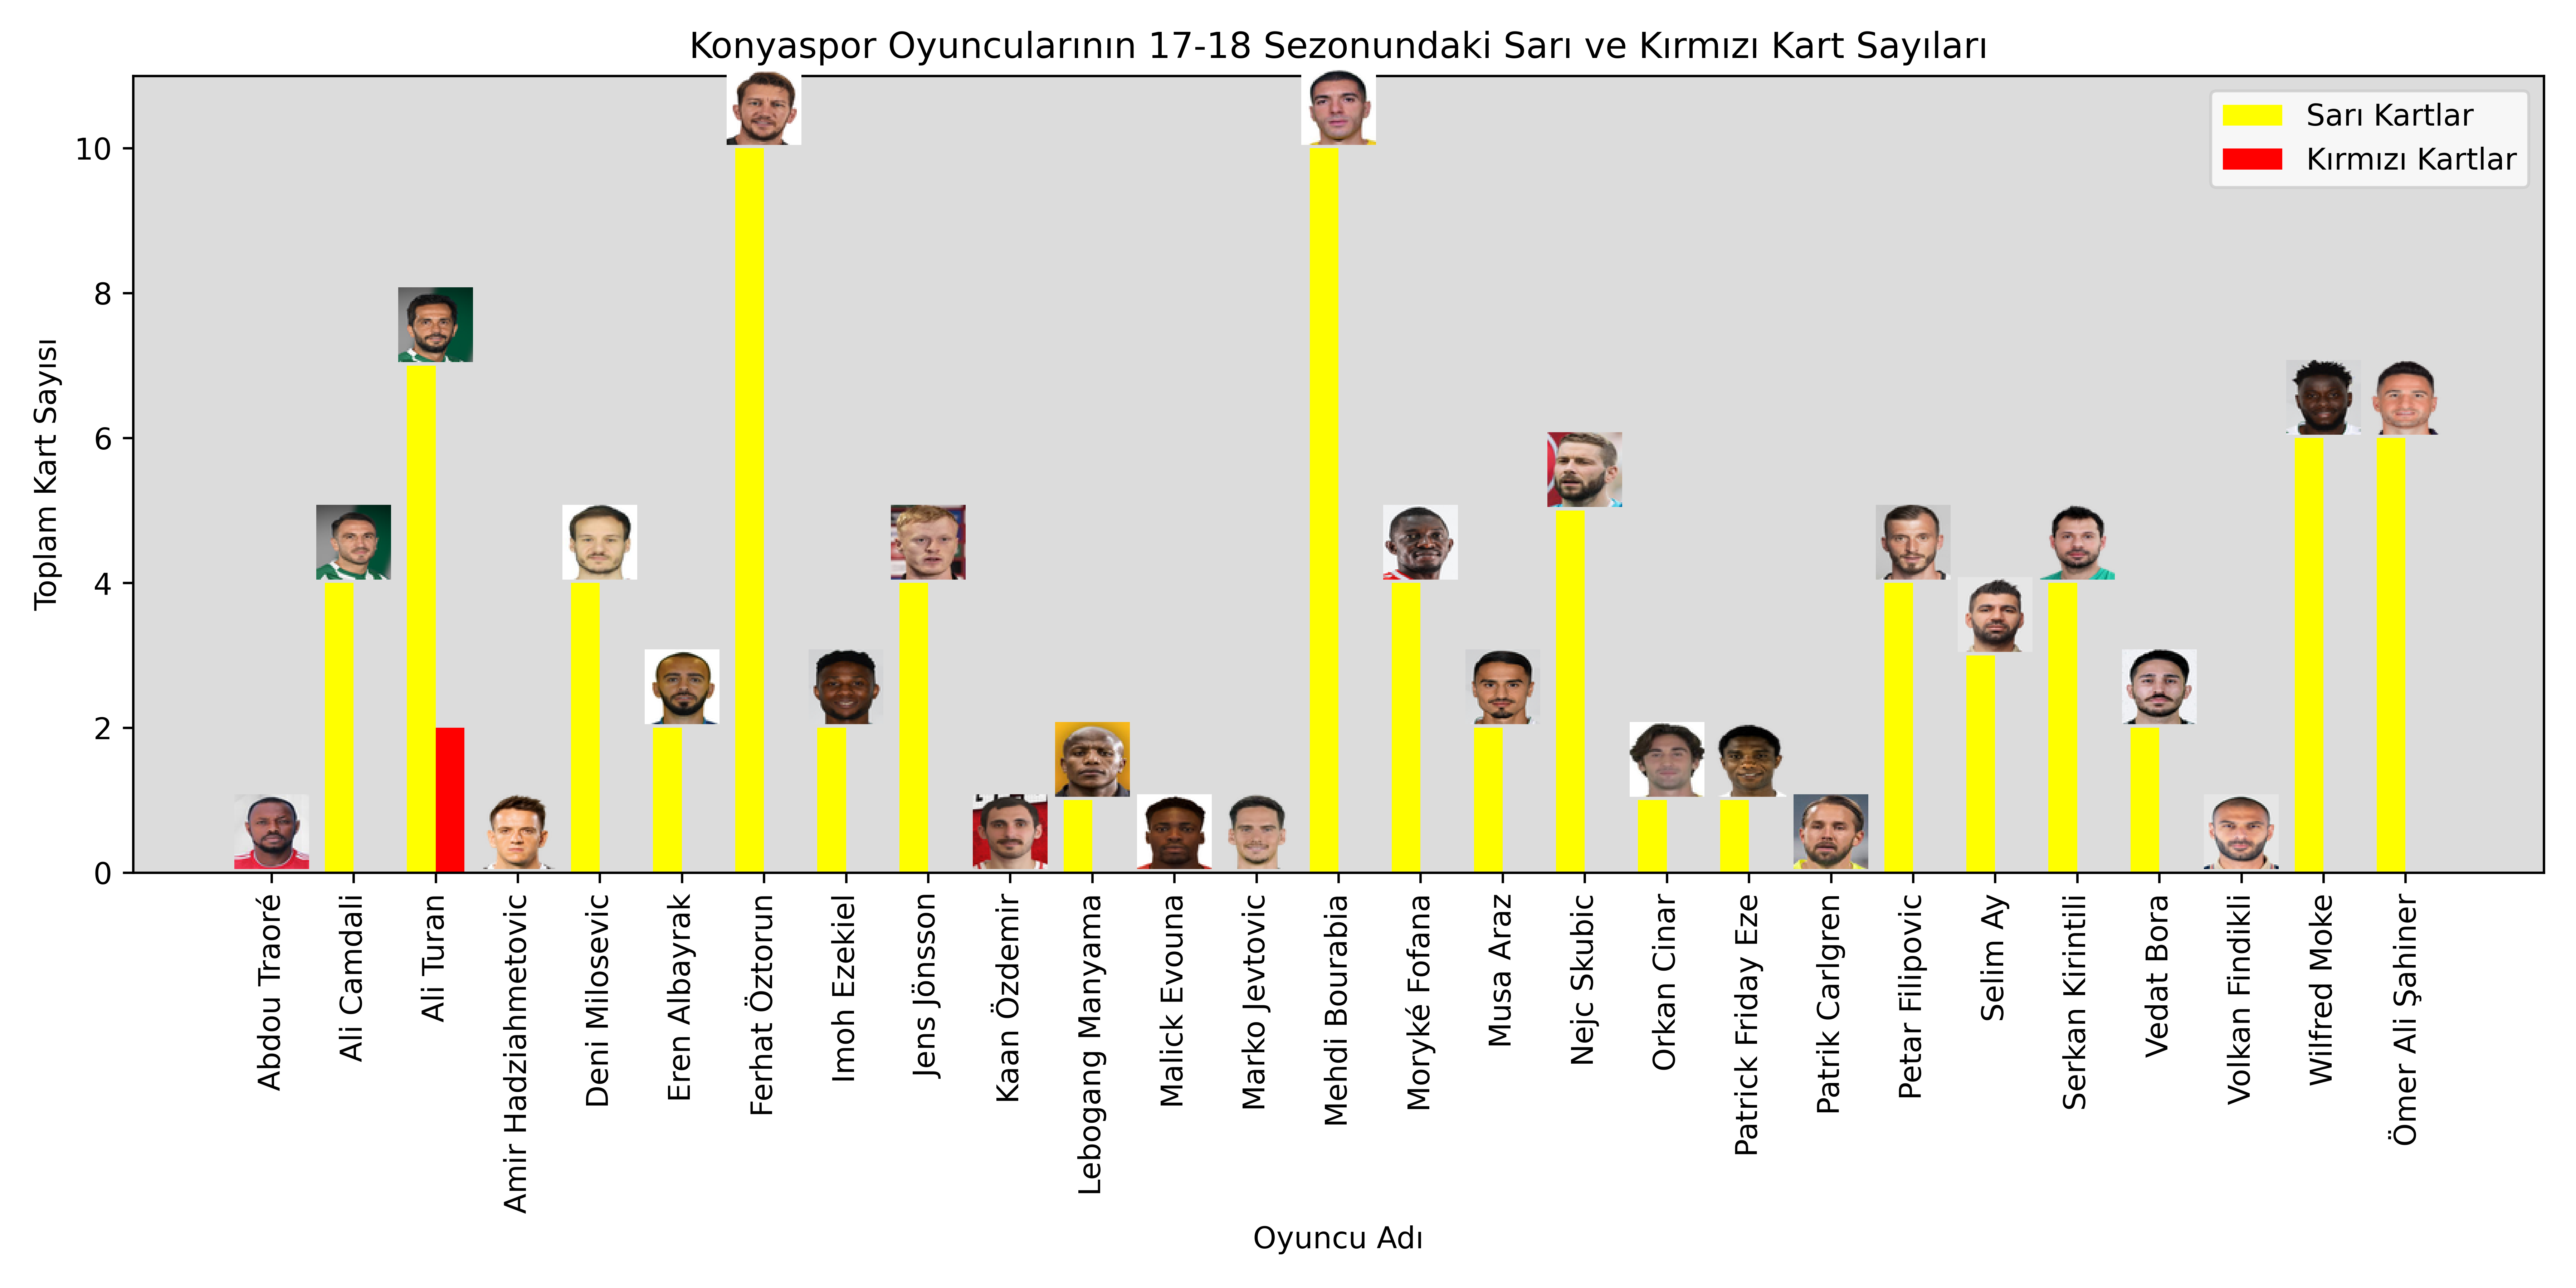 Konyaspor Oyuncularının 17-18 Sezonundaki Sarı ve Kırmızı Kart Sayıları
Sarı Kartlar
Kırmızı Kartlar
Toplam Kart Sayısı
10
8
6
4
2
0
Abdou Traoré
Ali Camdali
Ali Turan
Amir Hadziahmetovic
Deni Milosevic
Eren Albayrak
Ferhat Öztorun
Imoh Ezekiel
Jens Jönsson
Kaan Özdemir
Lebogang Manyama
Malick Evouna
Marko Jevtovic
Mehdi Bourabia
Moryké Fofana
Musa Araz
Nejc Skubic
Orkan Cinar
Patrick Friday Eze
Patrik Carlgren
Petar Filipovic
Selim Ay
Serkan Kirintili
Vedat Bora
Volkan Findikli
Wilfred Moke
Ömer Ali Şahiner
Oyuncu Adı